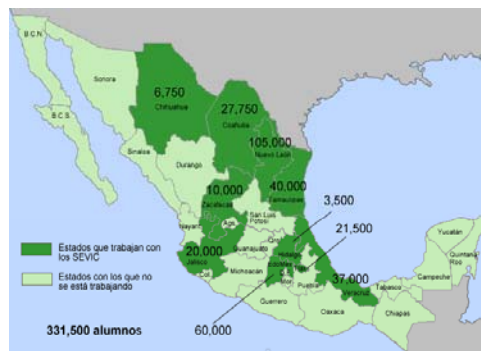 B.C.N.
Sonora
B.C.S.
6,750
Chihuahua
27,750
Coahuila
105,000
Nuevo León
Sinaloa
Durango
10,000
Zacatecas
40,000
Tamaulipas
3,500
San Luis
Potosí
Nayarit
Ags.
21,500
20,000
Jalisco
Guanajuato
Qro.
Hidalgo
Yucatán
Quintana
Roo
Campeche
Col.
Michoacán
D.F.
Mor.
Puebla
37,000
Veracruz
Tabasco
Guerrero
Oaxaca
Chiapas
60,000
Estados que trabajan con
los SEVIC
Estados con los que no
se está trabajando
331,500 alumnos